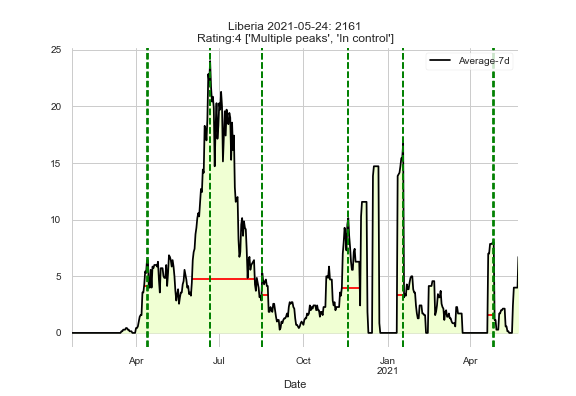 Liberia 2021-05-24: 2161
Rating:4 ['Multiple peaks', 'In control']
Average-7d
25
20
15
10
5
0
Apr
Jul
Oct
Jan
2021
Apr
Date